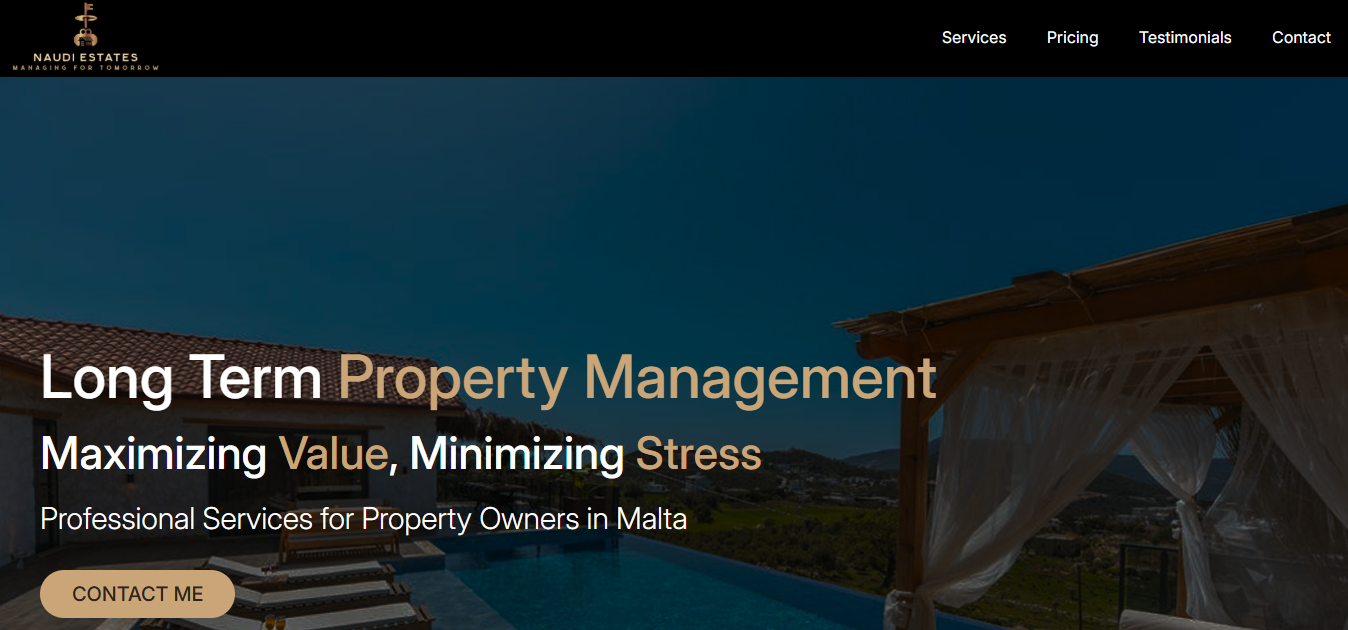 NAUDI ESTATES
MANAGING FOR TOMORROW
Services
Pricing
Testimonials
Contact
Long Term Property Management
Maximizing Value, Minimizing Stress
Professional Services for Property Owners in Malta
CONTACT ME